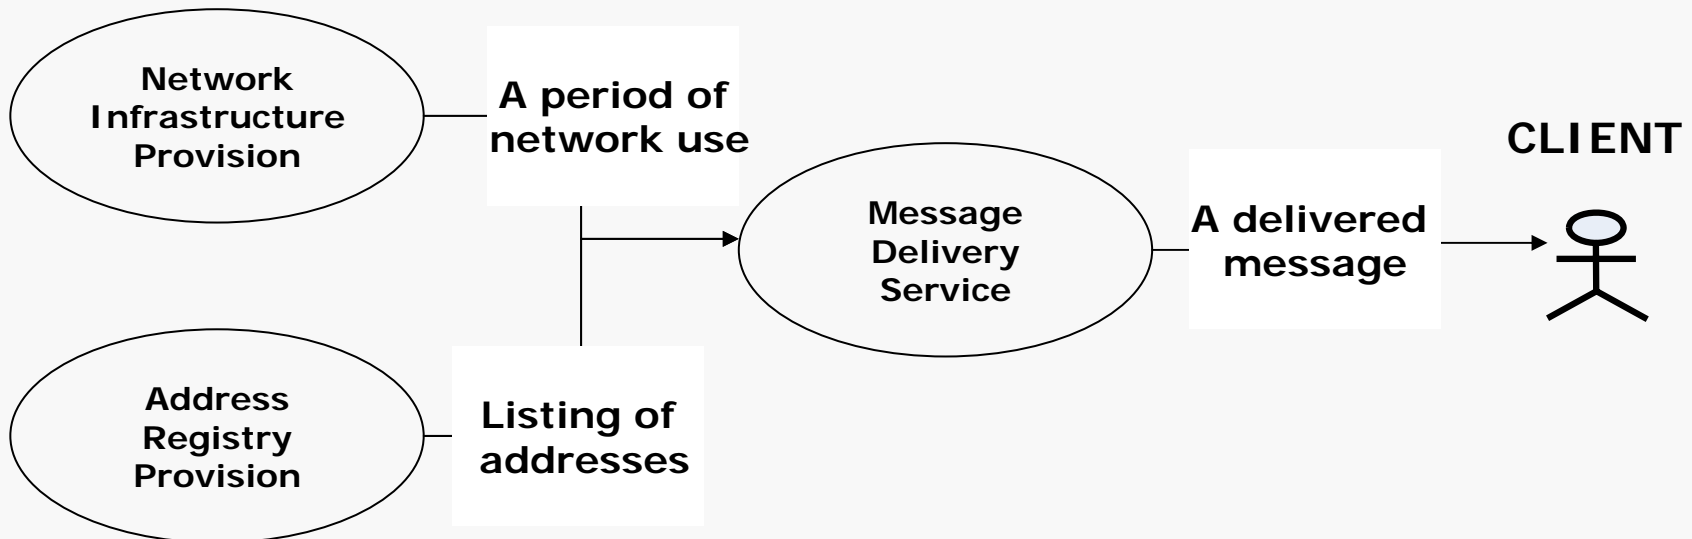 Network
Infrastructure
Provision
A period of
network use
CLIENT
Message
Delivery
Service
A delivered
message
Address
Registry
Provision
Listing of
addresses